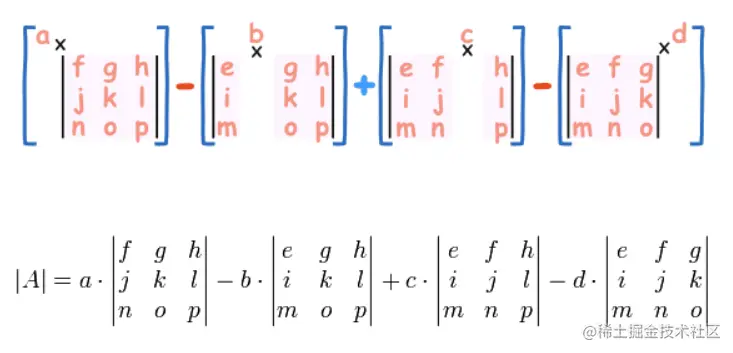 a × | f g h | − b × | e g h | + c × | e f h | − | e f g | × d
| j k l | | i k l | | i j l | | i j k |
| n o p | | m o p | | m n p | | m n o |
|A| = a · | f g h | − b · | e g h | + c · | e f h | − d · | e f g |
| j k l | | i k l | | i j l | | i j k |
| n o p | | m o p | | m n p | | m n o |
@稀土掘金技术社区